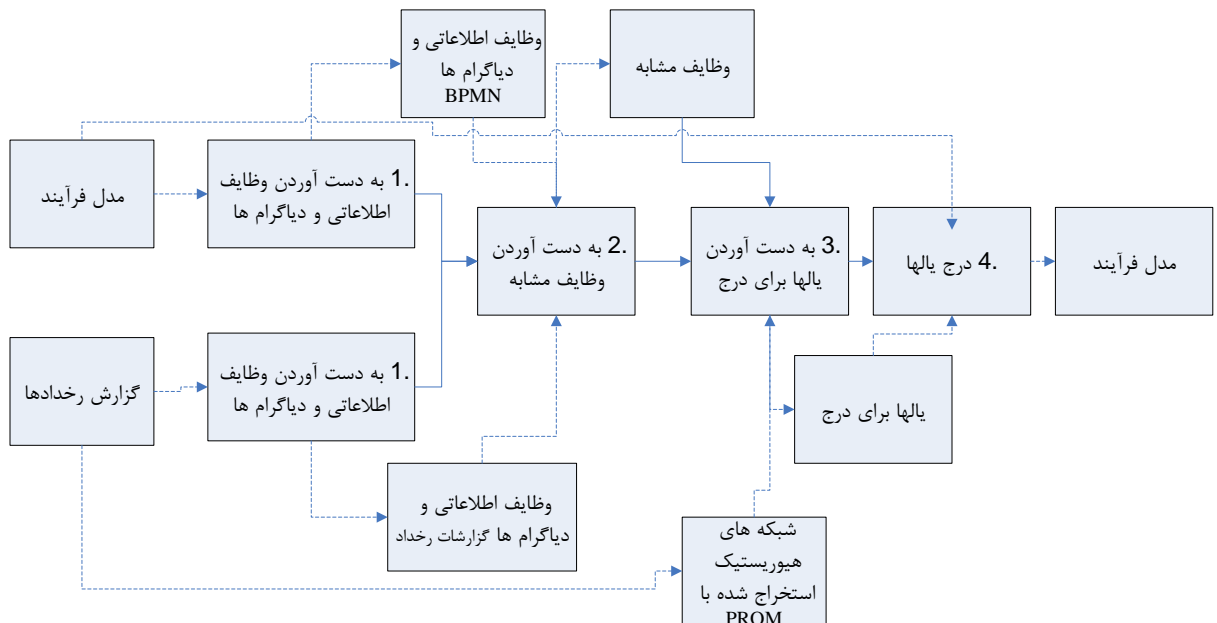 وظایف اطلاعاتی و
دیاگرام ها
BPMN
وظایف مشابه
مدل فرآیند
1. به دست آوردن وظایف
اطلاعاتی و دیاگرام ها
2. به دست آوردن
وظایف مشابه
3. به دست آوردن
یالها برای درج
4. درج یالها
مدل فرآیند
گزارش رخدادها
1. به دست آوردن وظایف
اطلاعاتی و دیاگرام ها
یالها برای درج
وظایف اطلاعاتی و
دیاگرام ها گزارشات رخداد
شبکه های
هیوریستیک
استخراج شده با
PROM